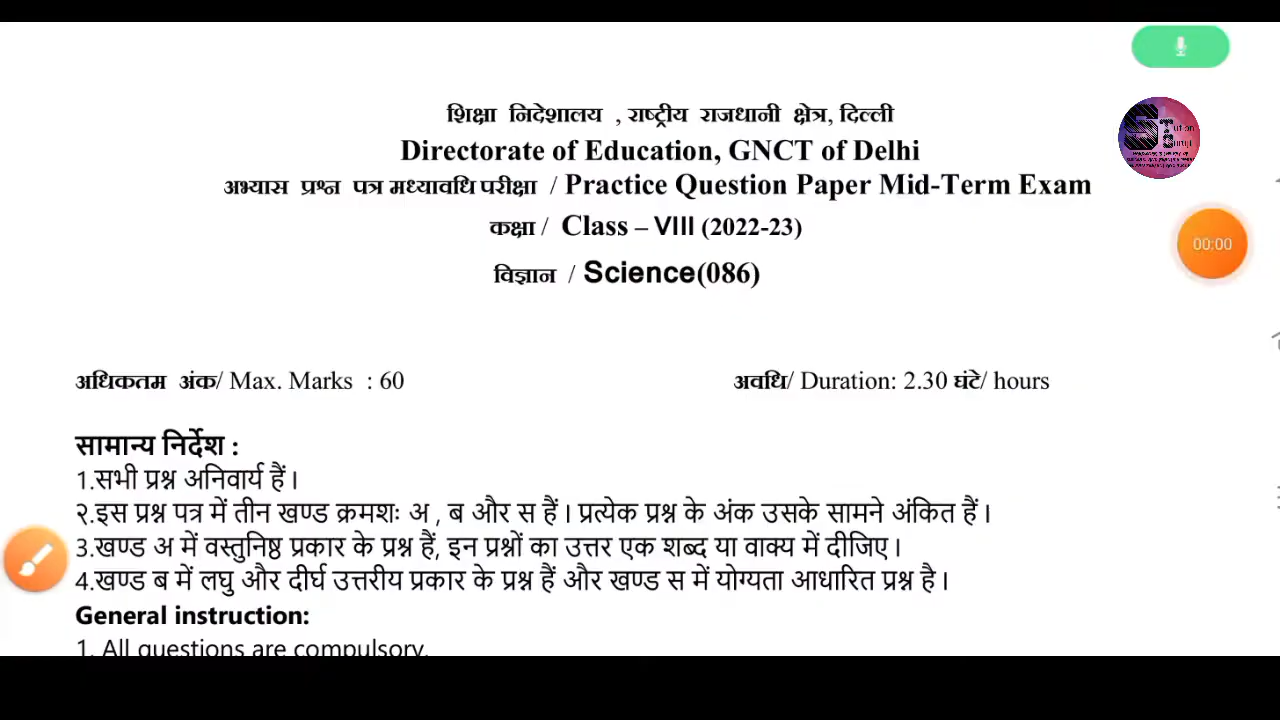 शिक्षा निदेशालय , राष्ट्रीय राजधानी क्षेत्र, दिल्ली
Directorate of Education, GNCT of Delhi
अभ्यास प्रश्न पत्र मध्यावधि परीक्षा / Practice Question Paper Mid-Term Exam
कक्षा / Class – VIII (2022-23)
00:00
विज्ञान / Science(086)
अधिकतम अंक/ Max. Marks : 60
अवधि/ Duration: 2.30 घंटे/ hours
सामान्य निर्देश :
1.सभी प्रश्न अनिवार्य हैं ।
२.इस प्रश्न पत्र में तीन खण्ड क्रमशः अ , ब और स हैं । प्रत्येक प्रश्न के अंक उसके सामने अंकित हैं ।
3.खण्ड अ में वस्तुनिष्ठ प्रकार के प्रश्न हैं, इन प्रश्नों का उत्तर एक शब्द या वाक्य में दीजिए ।
4.खण्ड ब में लघु और दीर्घ उत्तरीय प्रकार के प्रश्न हैं और खण्ड स में योग्यता आधारित प्रश्न है ।
General instruction:
1. All questions are compulsory.